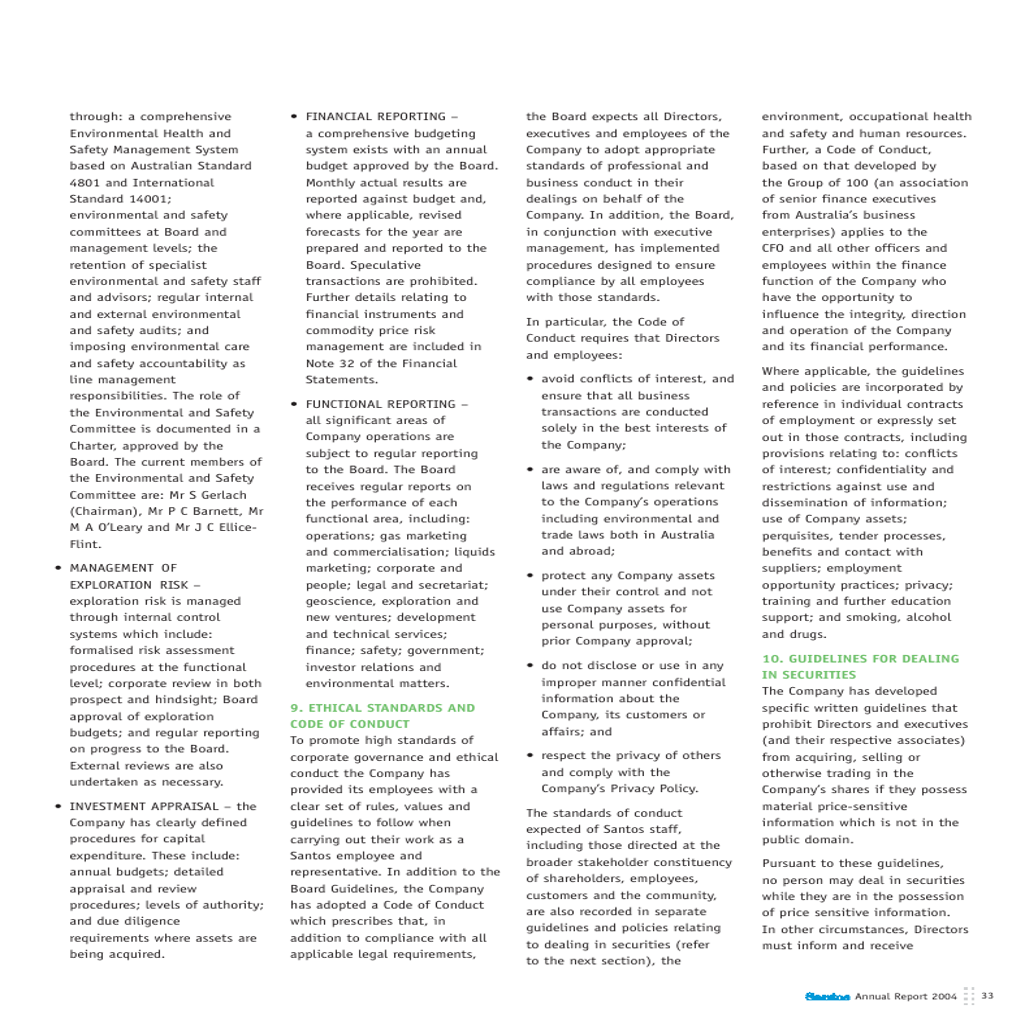 through: a comprehensive
Environmental Health and
Safety Management System
based on Australian Standard
4801 and International
Standard 14001;
environmental and safety
committees at Board and
management levels; the
retention of specialist
environmental and safety staff
and advisors; regular internal
and external environmental
and safety audits; and
imposing environmental care
and safety accountability as
line management
responsibilities. The role of
the Environmental and Safety
Committee is documented in a
Charter, approved by the
Board. The current members of
the Environmental and Safety
Committee are: Mr S Gerlach
(Chairman), Mr P C Barnett, Mr
M A O'Leary and Mr J C Ellice-
Flint.
• MANAGEMENT OF
EXPLORATION RISK –
exploration risk is managed
through internal control
systems which include:
formalised risk assessment
procedures at the functional
level; corporate review in both
prospect and hindsight; Board
approval of exploration
budgets; and regular reporting
on progress to the Board.
External reviews are also
undertaken as necessary.
• INVESTMENT APPRAISAL – the
Company has clearly defined
procedures for capital
expenditure. These include:
annual budgets; detailed
appraisal and review
procedures; levels of authority;
and due diligence
requirements where assets are
being acquired.
• FINANCIAL REPORTING –
a comprehensive budgeting
system exists with an annual
budget approved by the Board.
Monthly actual results are
reported against budget and,
where applicable, revised
forecasts for the year are
prepared and reported to the
Board. Speculative
transactions are prohibited.
Further details relating to
financial instruments and
commodity price risk
management are included in
Note 32 of the Financial
Statements.
• FUNCTIONAL REPORTING –
all significant areas of
Company operations are
subject to regular reporting
to the Board. The Board
receives regular reports on
the performance of each
functional area, including:
operations; gas marketing
and commercialisation; liquids
marketing; corporate and
people; legal and secretariat;
geoscience, exploration and
new ventures; development
and technical services;
finance; safety; government;
investor relations and
environmental matters.
9. ETHICAL STANDARDS AND
CODE OF CONDUCT
To promote high standards of
corporate governance and ethical
conduct the Company has
provided its employees with a
clear set of rules, values and
guidelines to follow when
carrying out their work as a
Santos employee and
representative. In addition to the
Board Guidelines, the Company
has adopted a Code of Conduct
which prescribes that, in
addition to compliance with all
applicable legal requirements,
the Board expects all Directors,
executives and employees of the
Company to adopt appropriate
standards of professional and
business conduct in their
dealings on behalf of the
Company. In addition, the Board,
in conjunction with executive
management, has implemented
procedures designed to ensure
compliance by all employees
with those standards.
In particular, the Code of
Conduct requires that Directors
and employees:
• avoid conflicts of interest, and
ensure that all business
transactions are conducted
solely in the best interests of
the Company;
• are aware of, and comply with
laws and regulations relevant
to the Company's operations
including environmental and
trade laws both in Australia
and abroad;
• protect any Company assets
under their control and not
use Company assets for
personal purposes, without
prior Company approval;
• do not disclose or use in any
improper manner confidential
information about the
Company, its customers or
affairs; and
• respect the privacy of others
and comply with the
Company's Privacy Policy.
The standards of conduct
expected of Santos staff,
including those directed at the
broader stakeholder constituency
of shareholders, employees,
customers and the community,
are also recorded in separate
guidelines and policies relating
to dealing in securities (refer
to the next section), the
environment, occupational health
and safety and human resources.
Further, a Code of Conduct,
based on that developed by
the Group of 100 (an association
of senior finance executives
from Australia's business
enterprises) applies to the
CFO and all other officers and
employees within the finance
function of the Company who
have the opportunity to
influence the integrity, direction
and operation of the Company
and its financial performance.
Where applicable, the guidelines
and policies are incorporated by
reference in individual contracts
of employment or expressly set
out in those contracts, including
provisions relating to: conflicts
of interest; confidentiality and
restrictions against use and
dissemination of information;
use of Company assets;
perquisites, tender processes,
benefits and contact with
suppliers; employment
opportunity practices; privacy;
training and further education
support; and smoking, alcohol
and drugs.
10. GUIDELINES FOR DEALING
IN SECURITIES
The Company has developed
specific written guidelines that
prohibit Directors and executives
(and their respective associates)
from acquiring, selling or
otherwise trading in the
Company's shares if they possess
material price-sensitive
information which is not in the
public domain.
Pursuant to these guidelines,
no person may deal in securities
while they are in the possession
of price sensitive information.
In other circumstances, Directors
must inform and receive
Santos Annual Report 2004 33